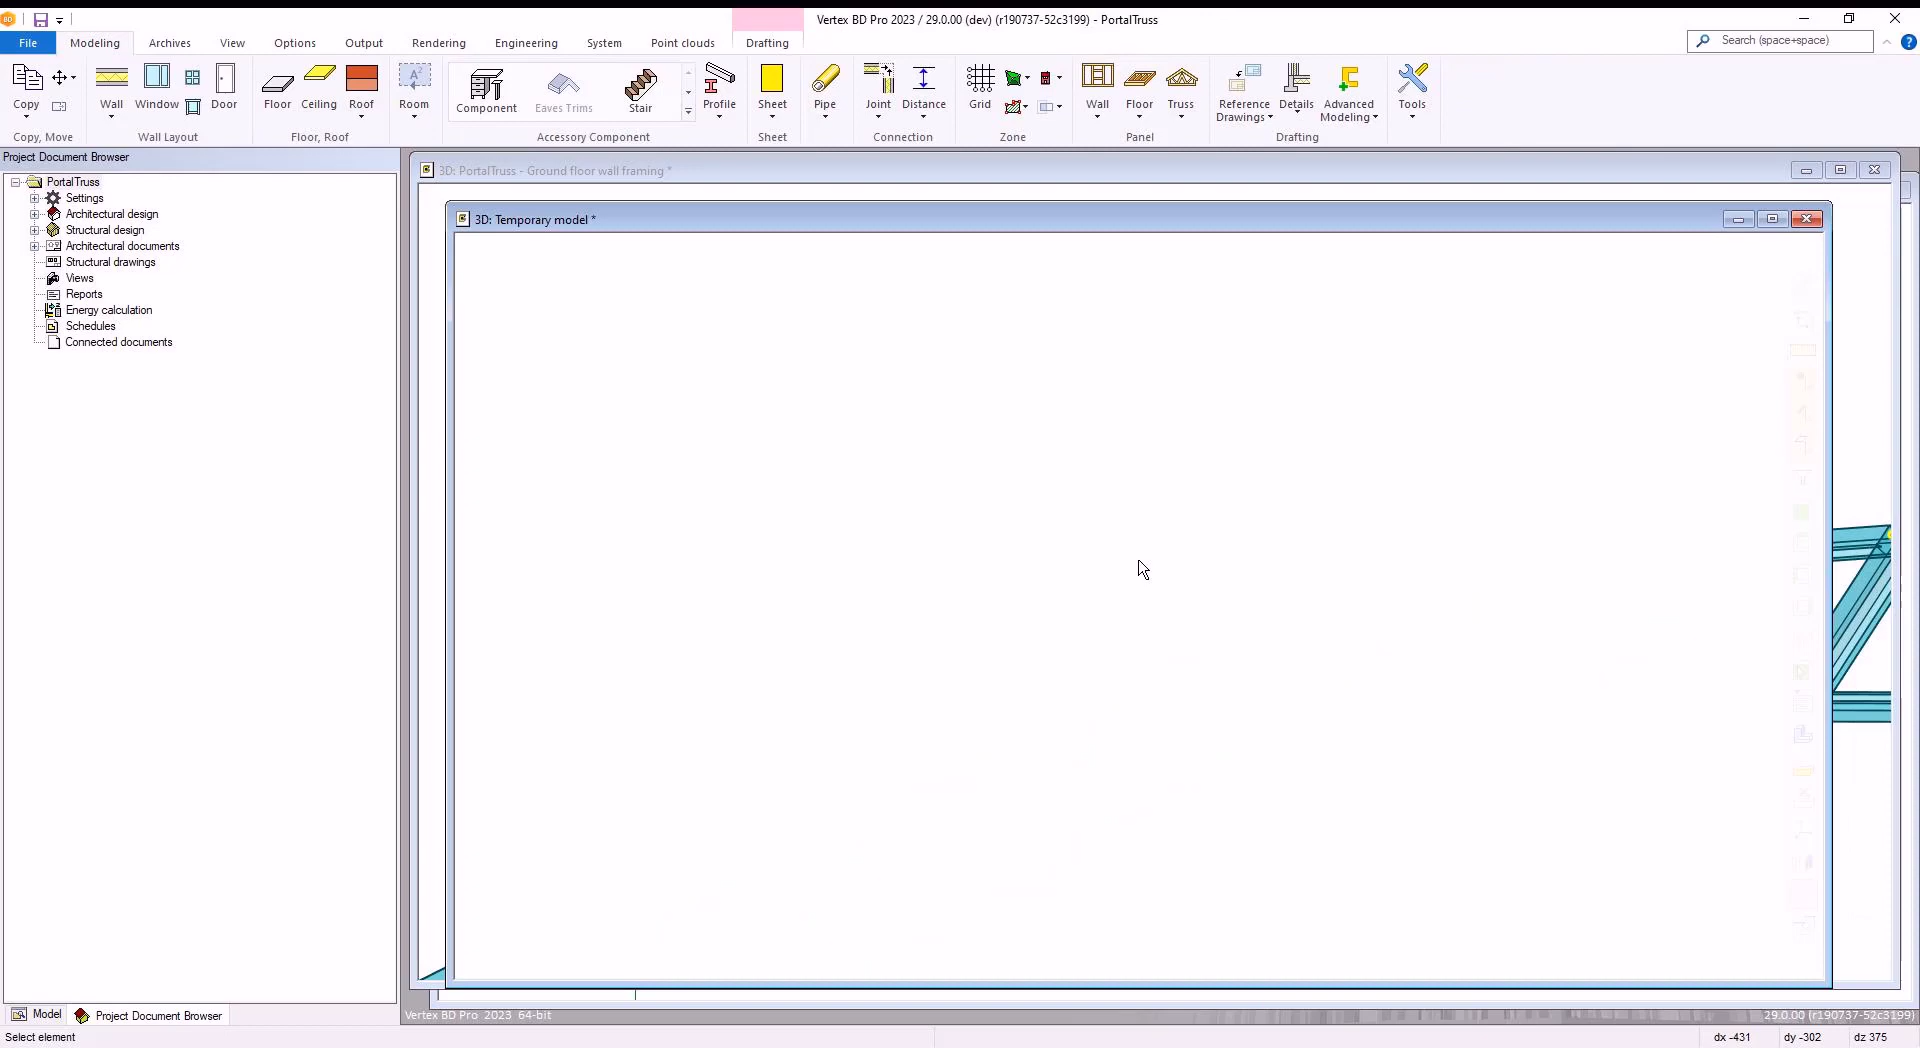 BD
Vertex BD Pro 2023 / 29.0.00 (dev) (r190737-52c3199) - PortalTruss
File
Modeling
Archives
View
Options
Output
Rendering
Engineering
System
Point clouds
Drafting
Search (space+space)
Copy
Wall
Window
Door
Floor
Ceiling
Roof
Room
Component
Eaves Trims
Stair
Profile
Sheet
Pipe
Joint
Distance
Grid
Wall
Floor
Truss
Reference Drawings
Details
Advanced Modeling
Tools
Copy, Move
Wall Layout
Floor, Roof
Accessory Component
Sheet
Connection
Zone
Panel
Drafting
Project Document Browser
PortalTruss
Settings
Architectural design
Structural design
Architectural documents
Structural drawings
Views
Reports
Energy calculation
Schedules
Connected documents
3D: PortalTruss - Ground floor wall framing *
3D: Temporary model *
Model
Project Document Browser
Vertex BD Pro 2023 64-bit
29.0.00 (r190737-52c3199)
Select element
dx -431
dy -302
dz 375